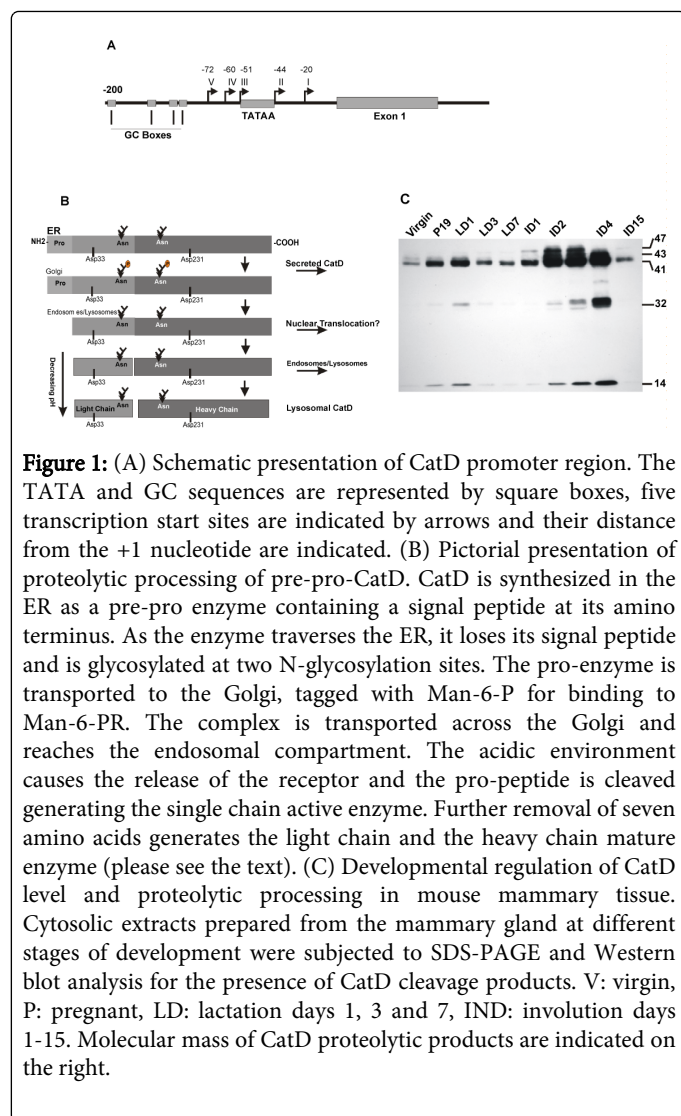 A
-72 -60 -51 -44 -20
-200 V IV III II I
TATAA Exon 1
GC Boxes
B
ER
NH2- Pro Asn Asn -COOH
Asp33 Asp231
Golgi Secreted CatD
Pro Asn Asn
Asp33 Asp231
Endosom es/Lysosomes
Asn Asn Nuclear Translocation?
Asp33 Asp231
Asn Asn Endosomes/Lysosomes
Asp33 Asp231
Decreasing pH
Asn Asn
Light Chain Heavy Chain Lysosomal CatD
Asp33 Asp231
C
Virgin P19 LD1 LD3 LD7 ID1 ID2 ID4 ID15
47
43
41
32
14
Figure 1: (A) Schematic presentation of CatD promoter region. The
TATA and GC sequences are represented by square boxes, five
transcription start sites are indicated by arrows and their distance
from the +1 nucleotide are indicated. (B) Pictorial presentation of
proteolytic processing of pre-pro-CatD. CatD is synthesized in the
ER as a pre-pro enzyme containing a signal peptide at its amino
terminus. As the enzyme traverses the ER, it loses its signal peptide
and is glycosylated at two N-glycosylation sites. The pro-enzyme is
transported to the Golgi, tagged with Man-6-P for binding to
Man-6-PR. The complex is transported across the Golgi and
reaches the endosomal compartment. The acidic environment
causes the release of the receptor and the pro-peptide is cleaved
generating the single chain active enzyme. Further removal of seven
amino acids generates the light chain and the heavy chain mature
enzyme (please see the text). (C) Developmental regulation of CatD
level and proteolytic processing in mouse mammary tissue.
Cytosolic extracts prepared from the mammary gland at different
stages of development were subjected to SDS-PAGE and Western
blot analysis for the presence of CatD cleavage products. V: virgin,
P: pregnant, LD: lactation days 1, 3 and 7, IND: involution days
1-15. Molecular mass of CatD proteolytic products are indicated on
the right.